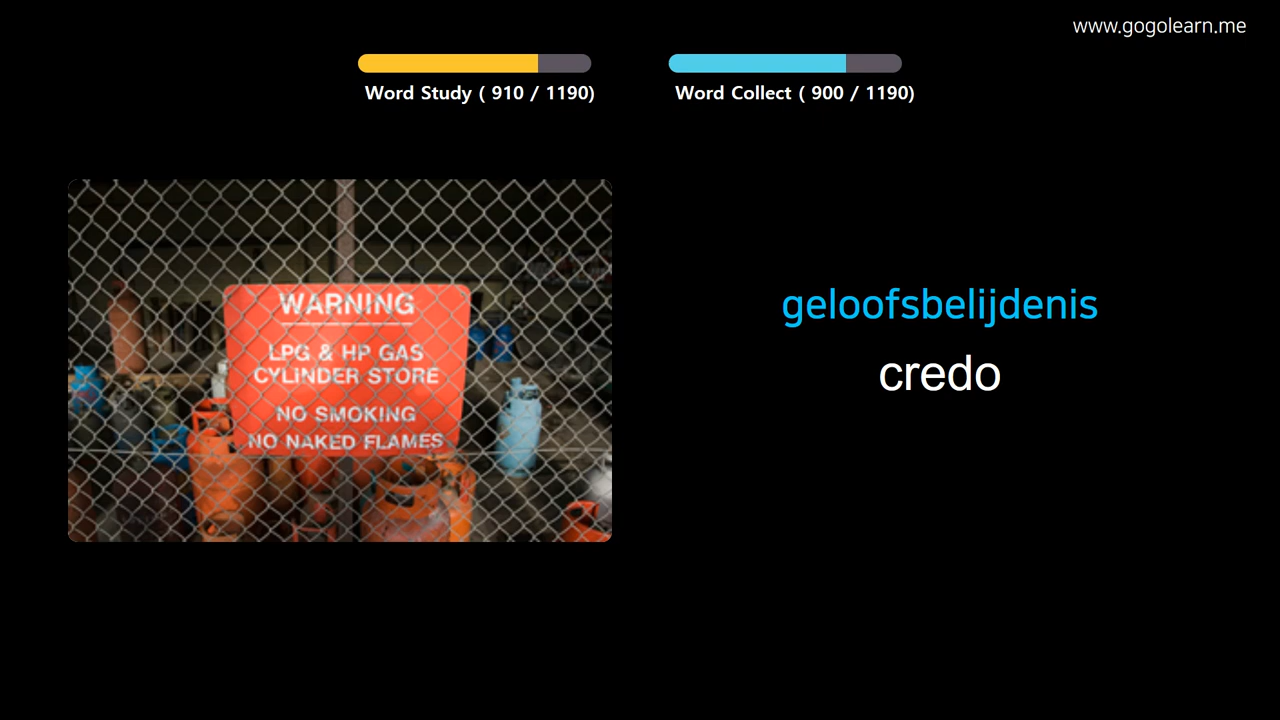 www.gogolearn.me
Word Study ( 910 / 1190)
Word Collect ( 900 / 1190)
WARNING
LPG & HP GAS
CYLINDER STORE
NO SMOKING
NO NAKED FLAMES
geloofsbelijdenis
credo